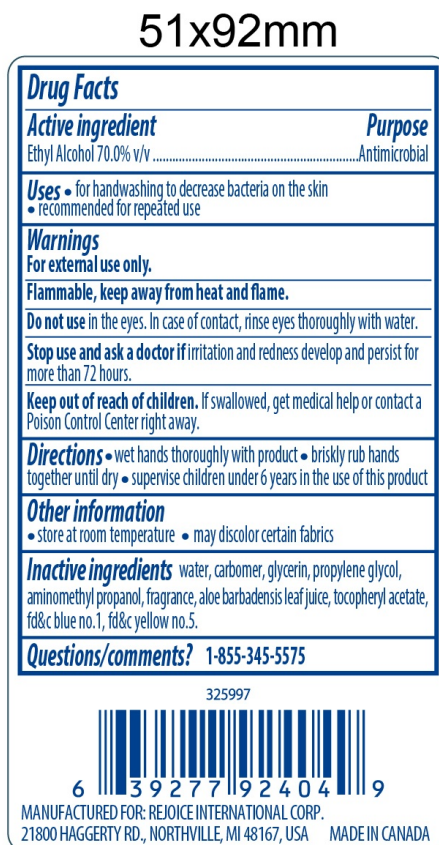 51x92mm
Drug Facts
Active ingredient Purpose
Ethyl Alcohol 70.0% v/v ..............................................................Antimicrobial
Uses • for handwashing to decrease bacteria on the skin
• recommended for repeated use
Warnings
For external use only.
Flammable, keep away from heat and flame.
Do not use in the eyes. In case of contact, rinse eyes thoroughly with water.
Stop use and ask a doctor if irritation and redness develop and persist for
more than 72 hours.
Keep out of reach of children. If swallowed, get medical help or contact a
Poison Control Center right away.
Directions • wet hands thoroughly with product • briskly rub hands
together until dry • supervise children under 6 years in the use of this product
Other information
• store at room temperature • may discolor certain fabrics
Inactive ingredients water, carbomer, glycerin, propylene glycol,
aminomethyl propanol, fragrance, aloe barbadensis leaf juice, tocopheryl acetate,
fd&c blue no.1, fd&c yellow no.5.
Questions/comments? 1-855-345-5575
325997
6 39277 92404 9
MANUFACTURED FOR: REJOICE INTERNATIONAL CORP.
21800 HAGGERTY RD., NORTHVILLE, MI 48167, USA MADE IN CANADA